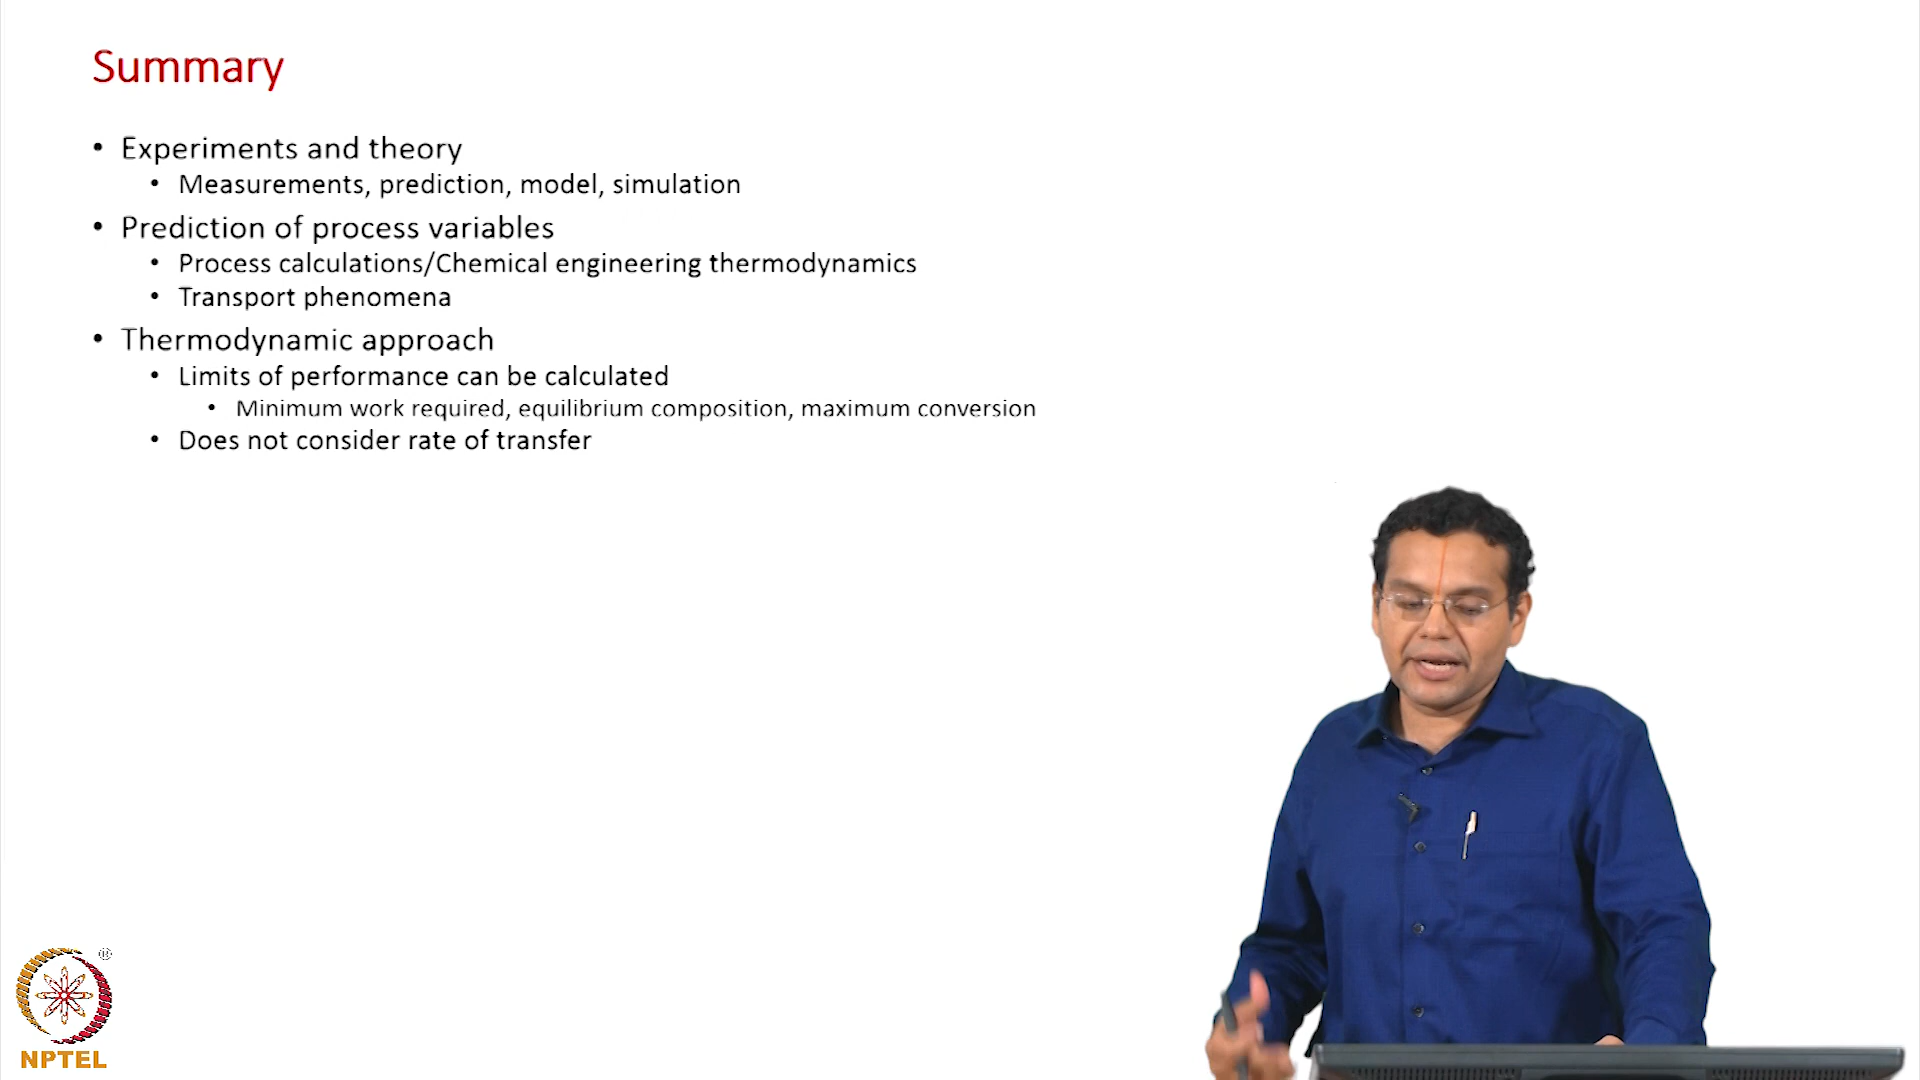 Summary
• Experiments and theory
• Measurements, prediction, model, simulation
• Prediction of process variables
• Process calculations/Chemical engineering thermodynamics
• Transport phenomena
• Thermodynamic approach
• Limits of performance can be calculated
• Minimum work required, equilibrium composition, maximum conversion
• Does not consider rate of transfer
®
NPTEL